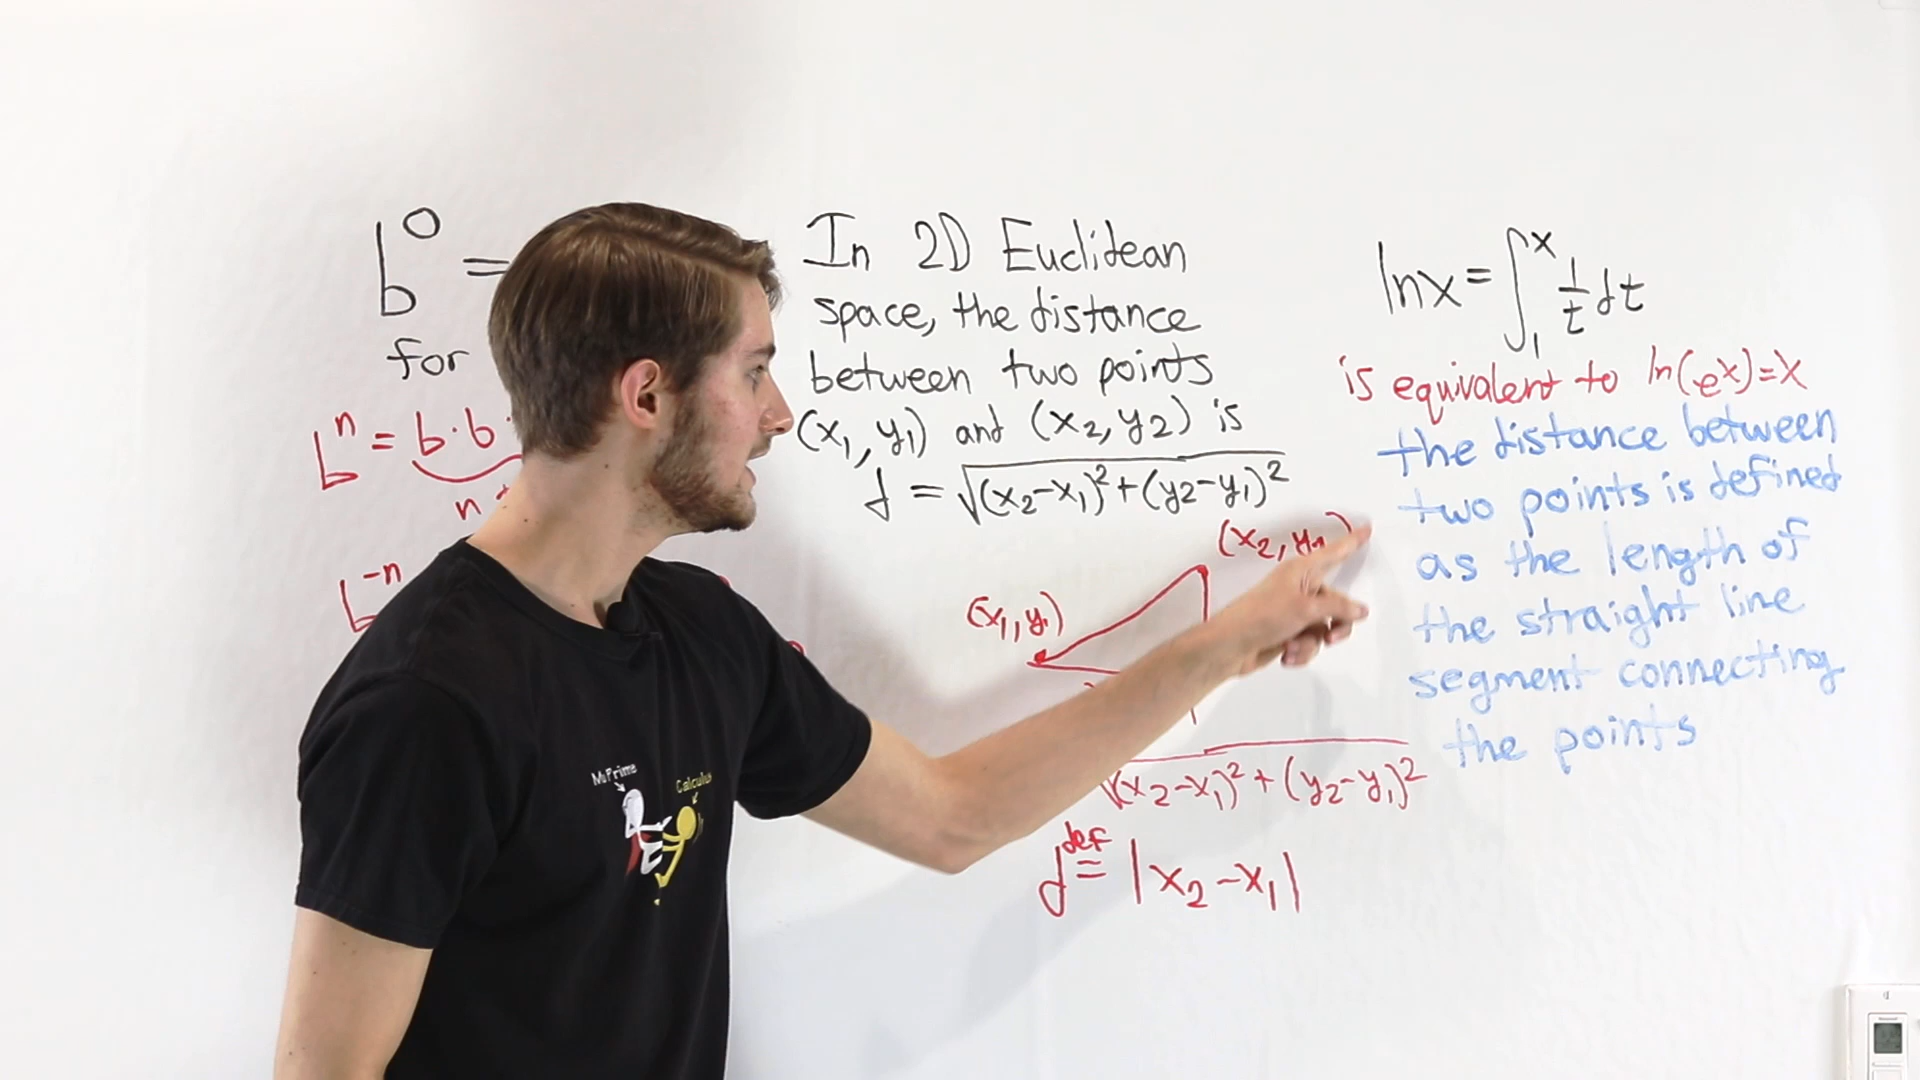 b⁰ =
for
bⁿ = b·b·
n
b⁻ⁿ
In 2D Euclidean
space, the distance
between two points
(x₁, y₁) and (x₂, y₂) is
d = √(x₂-x₁)²+(y₂-y₁)²
(x₂, y₂)
(x₁, y₁)
√(x₂-x₁)² + (y₂-y₁)²
d def= |x₂-x₁|
ln x = ∫₁ˣ 1/t dt
is equivalent to ln(eˣ)=x
the distance between
two points is defined
as the length of
the straight line
segment connecting
the points
Calculus